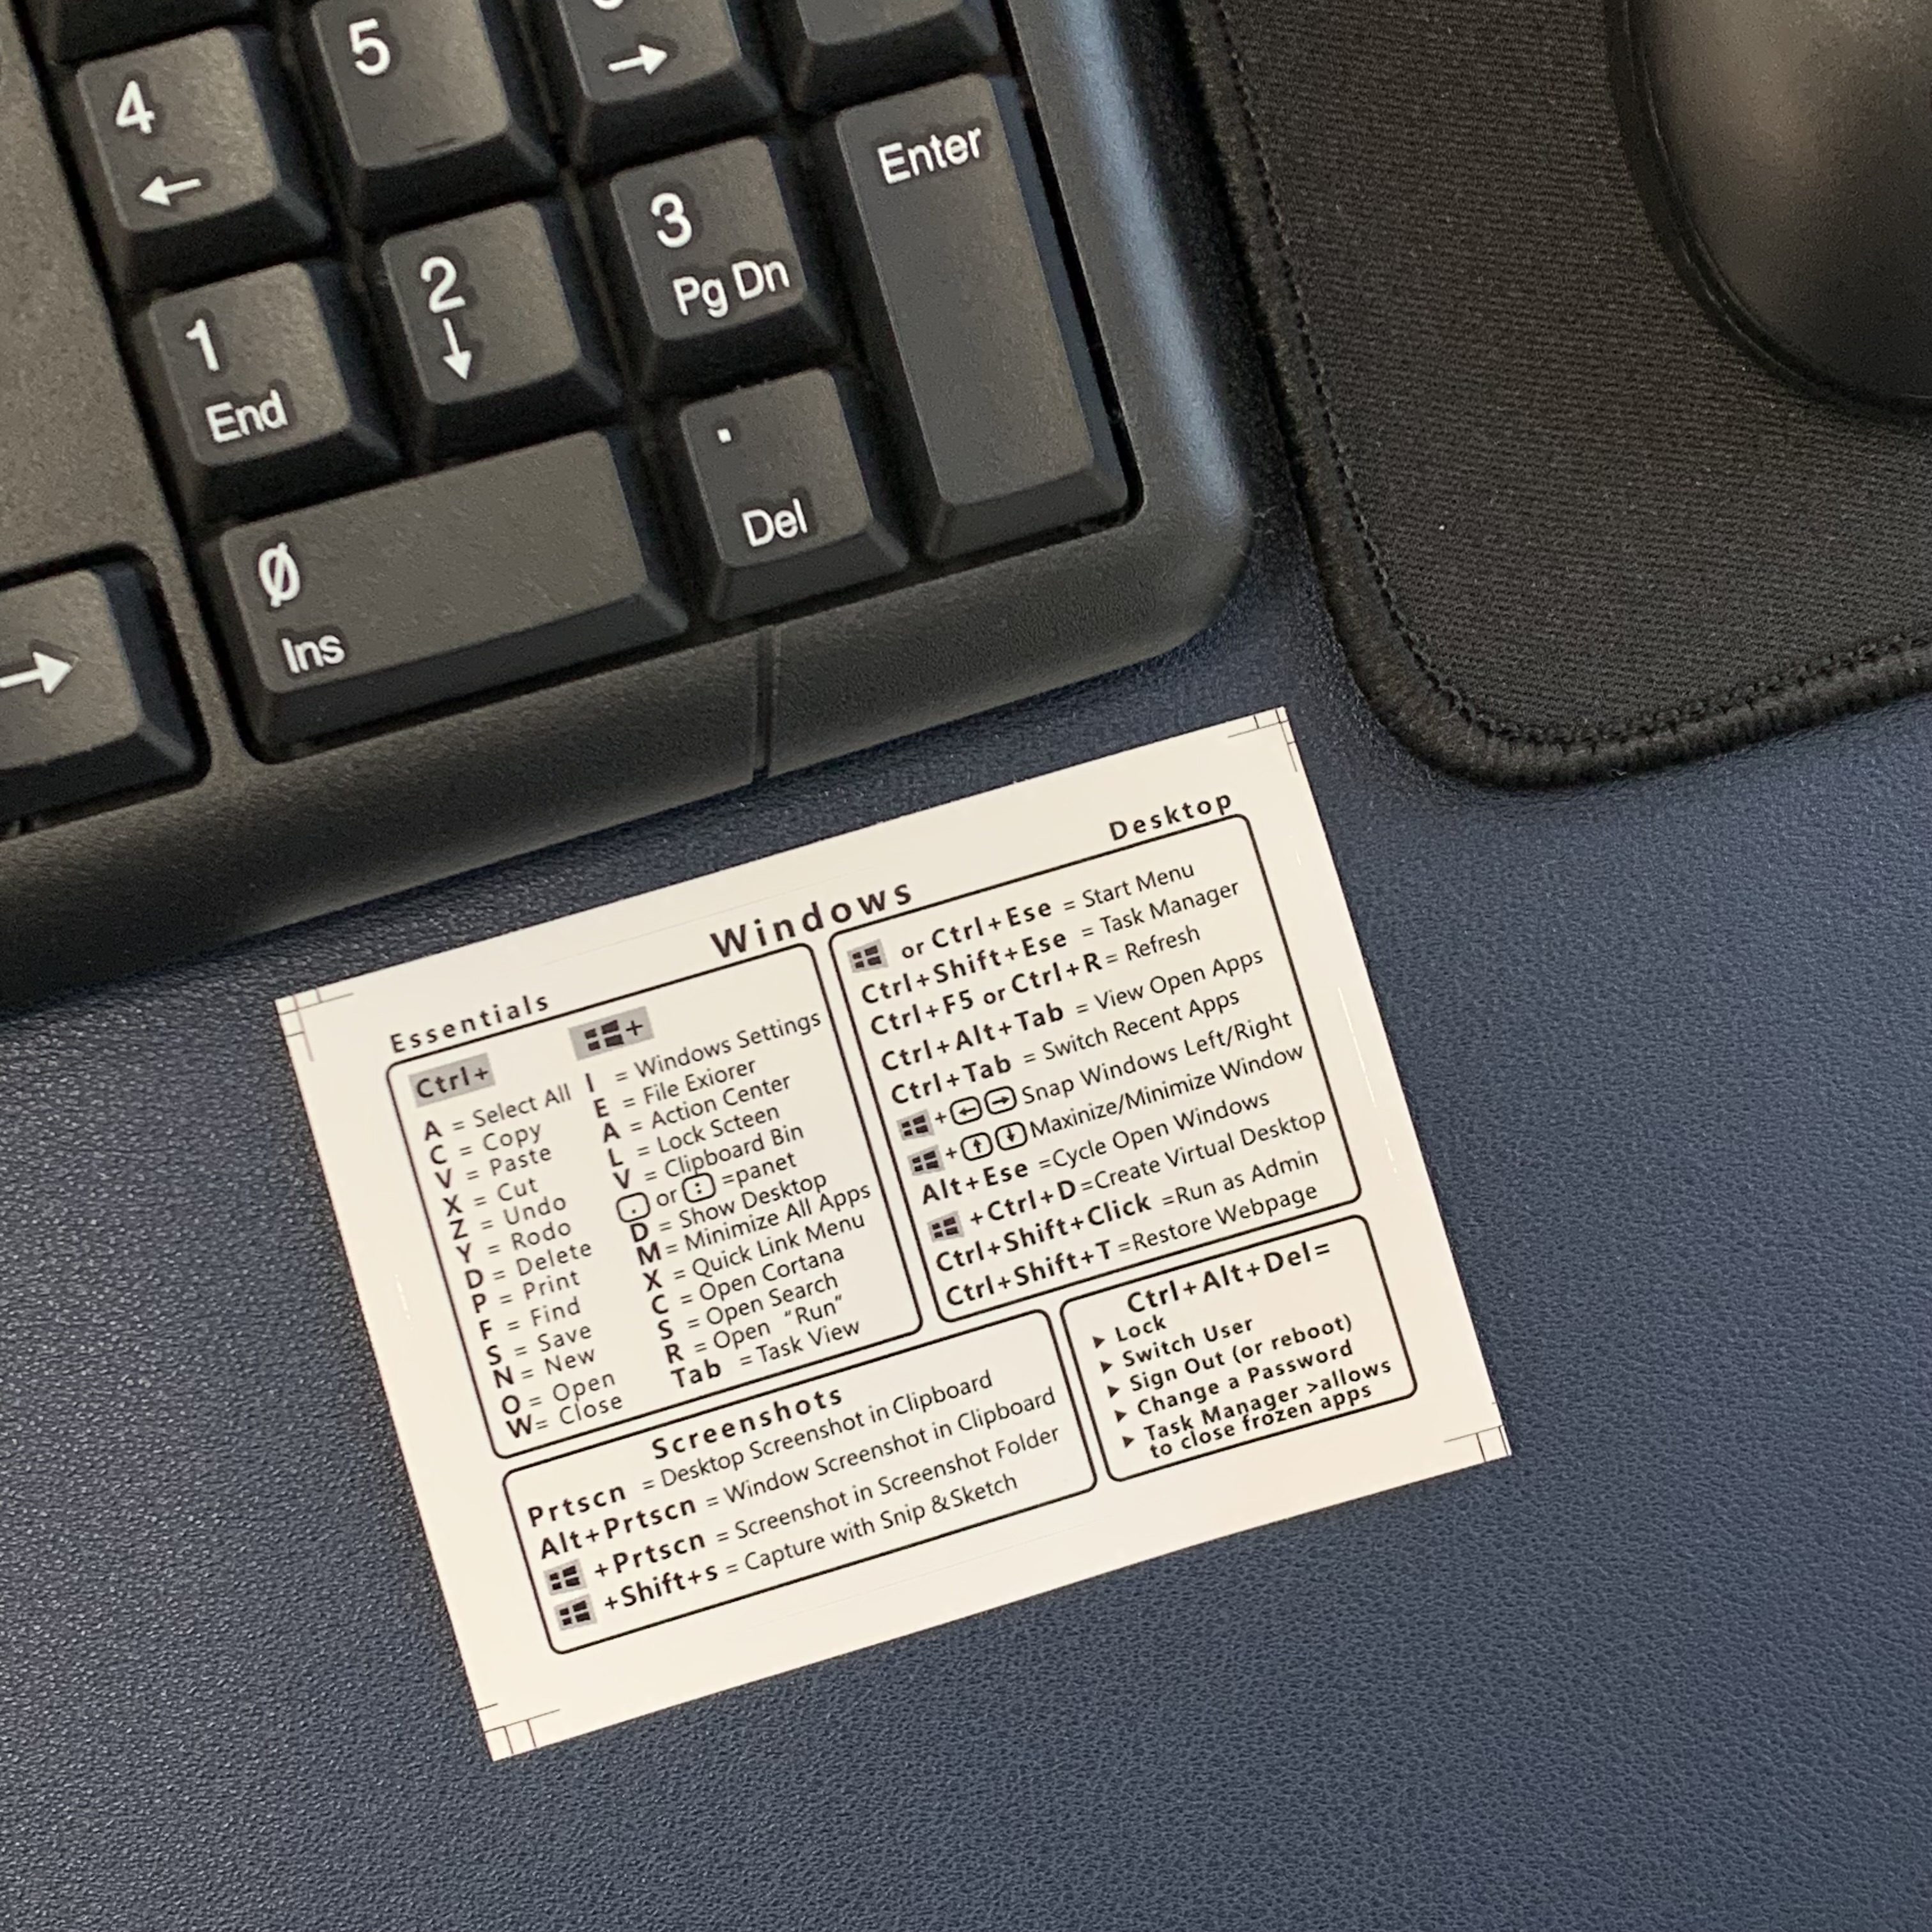 4
←
5
→
Enter
3
Pg Dn
2
↓
1
End
.
Del
Ø
Ins
→
Windows
Essentials
Ctrl+
A = Select All
C = Copy
V = Paste
X = Cut
Z = Undo
Y = Rodo
D = Delete
P = Print
F = Find
S = Save
N = New
O = Open
W= Close
+
I = Windows Settings
E = File Exiorer
A = Action Center
L = Lock Scteen
V = Clipboard Bin
. or : =panet
D = Show Desktop
M= Minimize All Apps
X = Quick Link Menu
C = Open Cortana
S = Open Search
R = Open "Run"
Tab = Task View
Desktop
or Ctrl+Ese = Start Menu
Ctrl+Shift+Ese = Task Manager
Ctrl+F5 or Ctrl+R= Refresh
Ctrl+Alt+Tab = View Open Apps
Ctrl+Tab = Switch Recent Apps
+←→ Snap Windows Left/Right
+↑↓ Maxinize/Minimize Window
Alt+Ese =Cycle Open Windows
+Ctrl+D=Create Virtual Desktop
Ctrl+Shift+Click =Run as Admin
Ctrl+Shift+T=Restore Webpage
Screenshots
Prtscn = Desktop Screenshot in Clipboard
Alt+Prtscn = Window Screenshot in Clipboard
+Prtscn = Screenshot in Screenshot Folder
+Shift+s = Capture with Snip &Sketch
Ctrl+Alt+Del=
▸ Lock
▸ Switch User
▸ Sign Out (or reboot)
▸ Change a Password
▸ Task Manager >allows
to close frozen apps